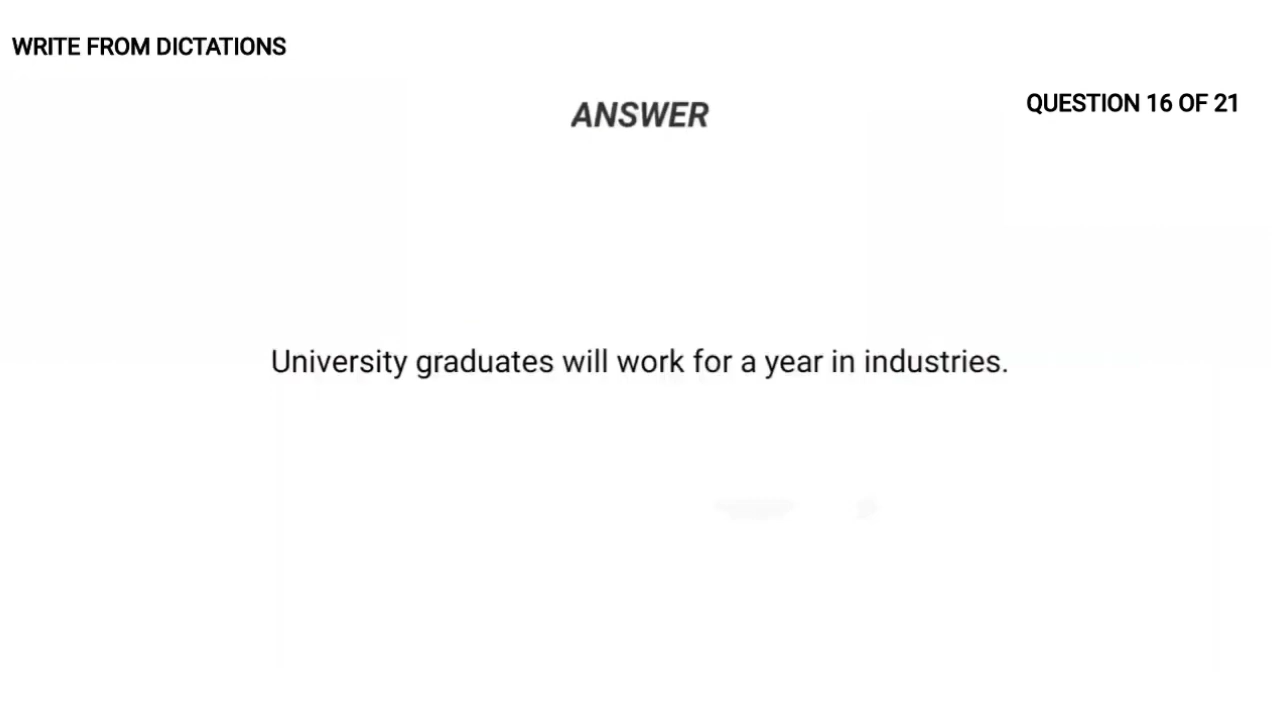 WRITE FROM DICTATIONS
ANSWER
QUESTION 16 OF 21
University graduates will work for a year in industries.